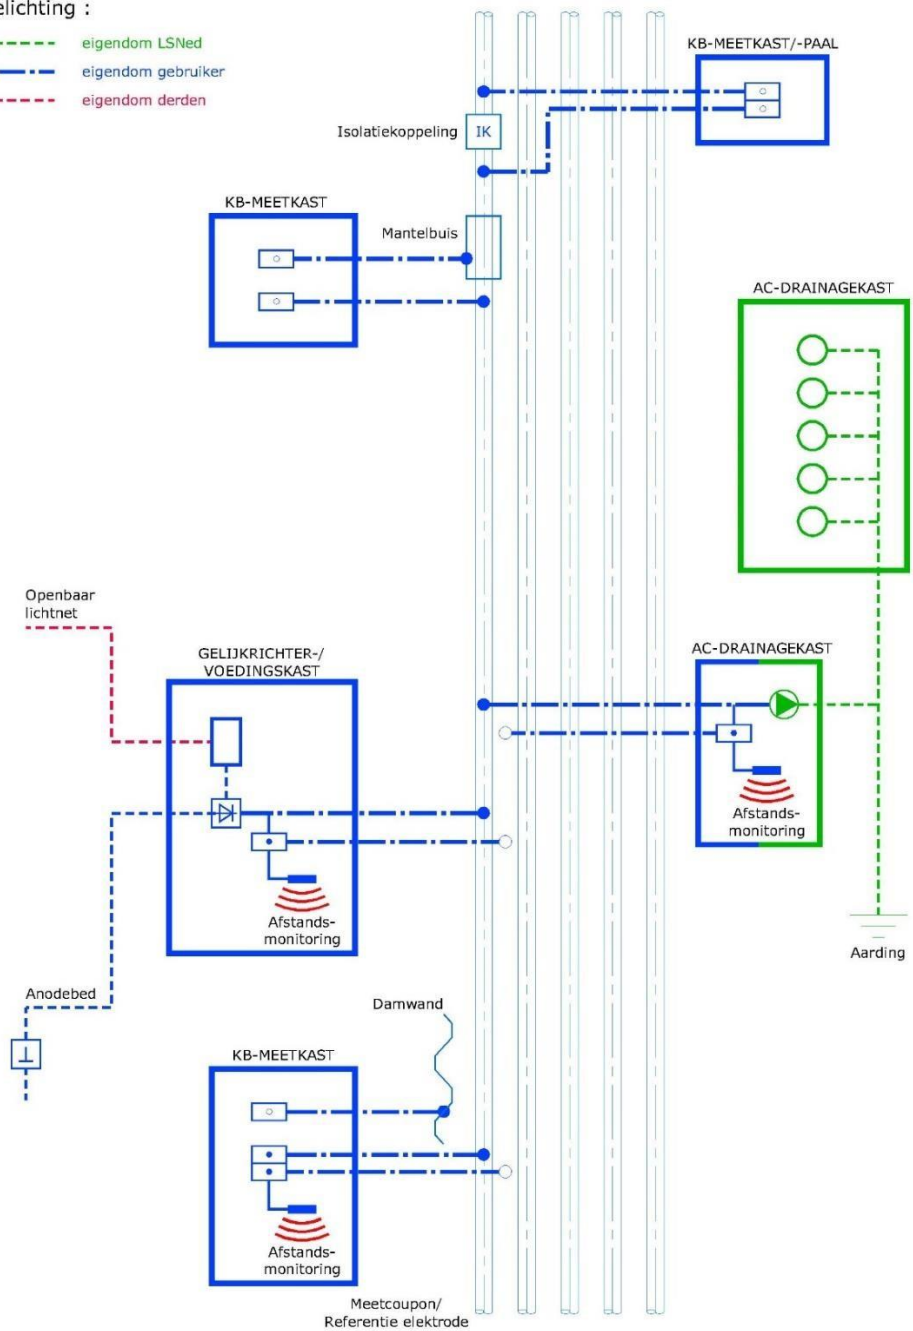 elichting :
eigendom LSNed
eigendom gebruiker
eigendom derden
KB-MEETKAST/-PAAL
Isolatiekoppeling
IK
KB-MEETKAST
Mantelbuis
AC-DRAINAGEKAST
Openbaar
lichtnet
GELIJKRICHTER-/
VOEDINGSKAST
AC-DRAINAGEKAST
Afstands-
monitoring
Afstands-
monitoring
Aarding
Anodebed
Damwand
KB-MEETKAST
Afstands-
monitoring
Meetcoupon/
Referentie elektrode